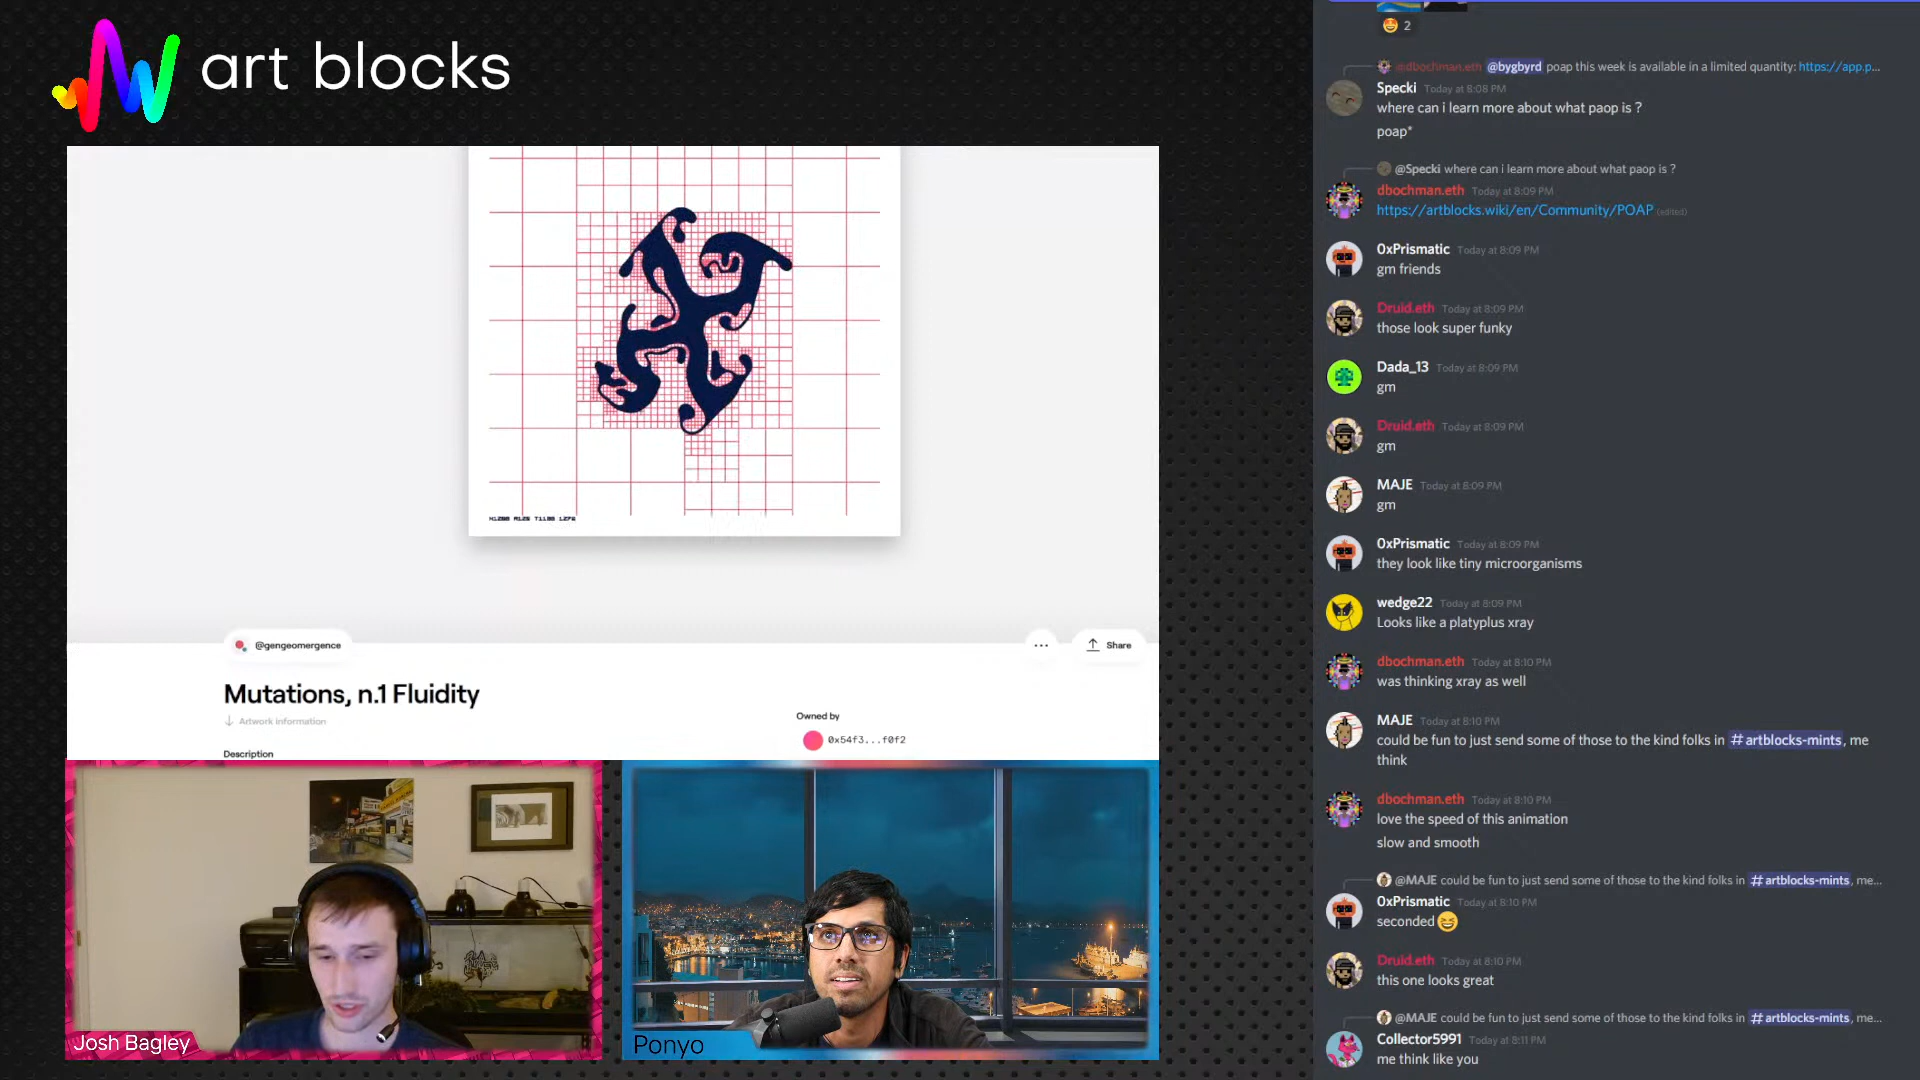 art blocks
@gengeomergence
...
Share
Mutations, n.1 Fluidity
Artwork information
Owned by
0x54f3...f0f2
Description
Josh Bagley
Ponyo
2
@dbochman.eth @bygbyrd poap this week is available in a limited quantity: https://app.p...
Specki Today at 8:08 PM
where can i learn more about what paop is ?
poap*
@Specki where can i learn more about what paop is ?
dbochman.eth Today at 8:09 PM
https://artblocks.wiki/en/Community/POAP (edited)
0xPrismatic Today at 8:09 PM
gm friends
Druid.eth Today at 8:09 PM
those look super funky
Dada_13 Today at 8:09 PM
gm
Druid.eth Today at 8:09 PM
gm
MAJE Today at 8:09 PM
gm
0xPrismatic Today at 8:09 PM
they look like tiny microorganisms
wedge22 Today at 8:09 PM
Looks like a platyplus xray
dbochman.eth Today at 8:10 PM
was thinking xray as well
MAJE Today at 8:10 PM
could be fun to just send some of those to the kind folks in # artblocks-mints, me
think
dbochman.eth Today at 8:10 PM
love the speed of this animation
slow and smooth
@MAJE could be fun to just send some of those to the kind folks in # artblocks-mints, me...
0xPrismatic Today at 8:10 PM
seconded 😆
Druid.eth Today at 8:10 PM
this one looks great
@MAJE could be fun to just send some of those to the kind folks in # artblocks-mints, me...
Collector5991 Today at 8:11 PM
me think like you